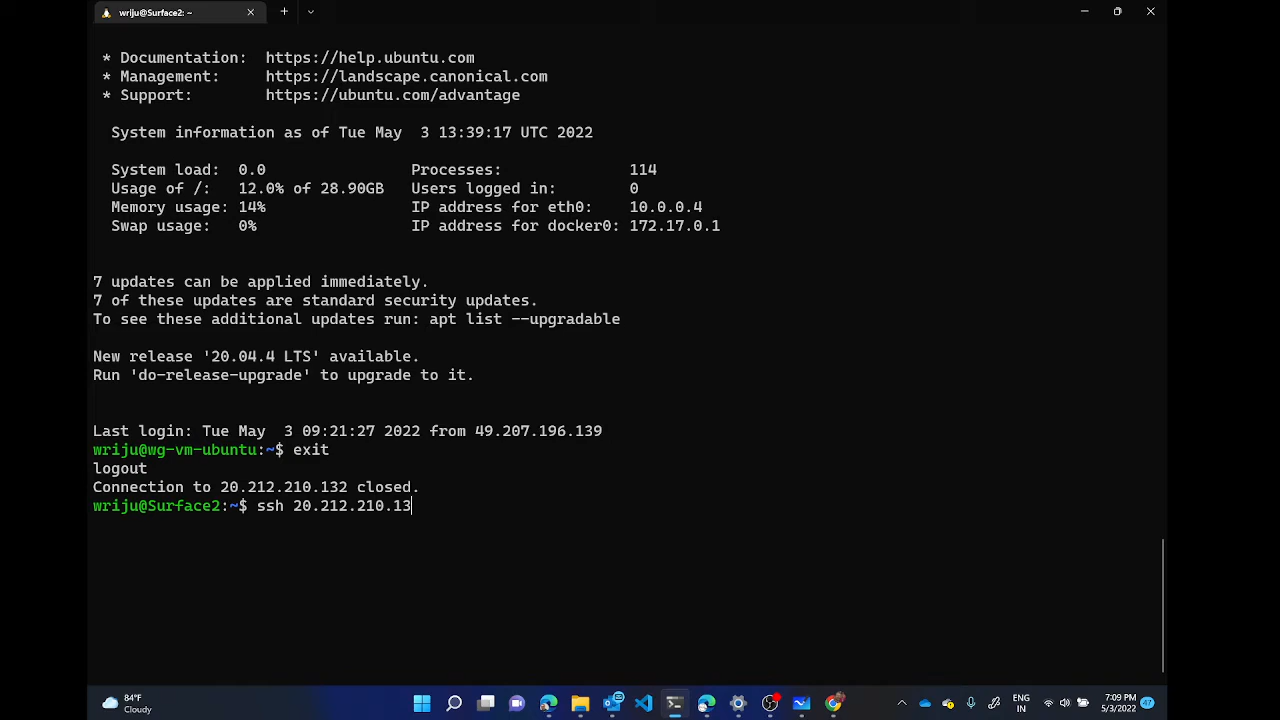 wriju@Surface2: ~
* Documentation:  https://help.ubuntu.com
* Management:     https://landscape.canonical.com
* Support:        https://ubuntu.com/advantage
System information as of Tue May  3 13:39:17 UTC 2022
System load:  0.0                Processes:              114
Usage of /:   12.0% of 28.90GB   Users logged in:        0
Memory usage: 14%                IP address for eth0:    10.0.0.4
Swap usage:   0%                 IP address for docker0: 172.17.0.1
7 updates can be applied immediately.
7 of these updates are standard security updates.
To see these additional updates run: apt list --upgradable
New release '20.04.4 LTS' available.
Run 'do-release-upgrade' to upgrade to it.
Last login: Tue May  3 09:21:27 2022 from 49.207.196.139
wriju@wg-vm-ubuntu:~$ exit
logout
Connection to 20.212.210.132 closed.
wriju@Surface2:~$ ssh 20.212.210.13
84°F
Cloudy
ENG
IN
7:09 PM
5/3/2022
47